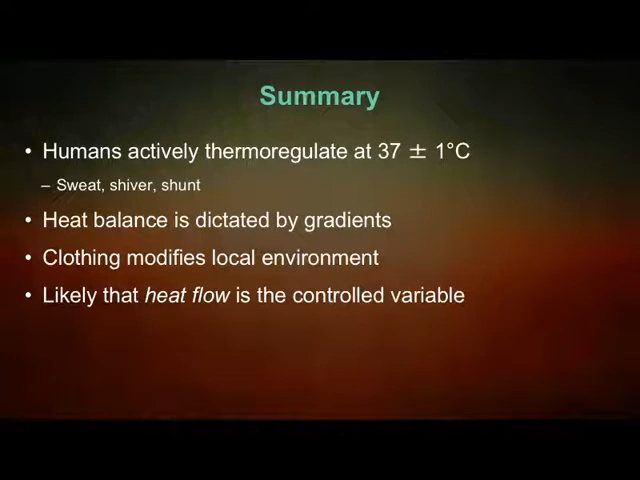 Summary
• Humans actively thermoregulate at 37 ± 1°C
– Sweat, shiver, shunt
• Heat balance is dictated by gradients
• Clothing modifies local environment
• Likely that heat flow is the controlled variable